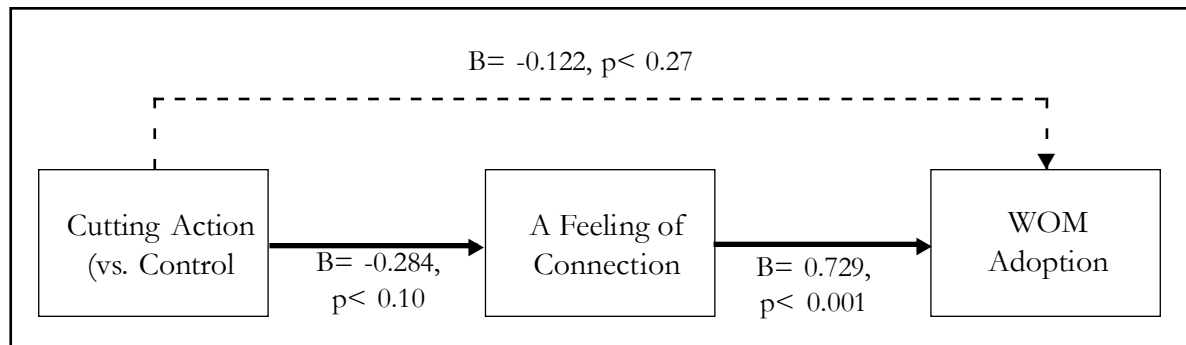 B= -0.122, p< 0.27
Cutting Action
(vs. Control
B= -0.284,
p< 0.10
A Feeling of
Connection
B= 0.729,
p< 0.001
WOM
Adoption